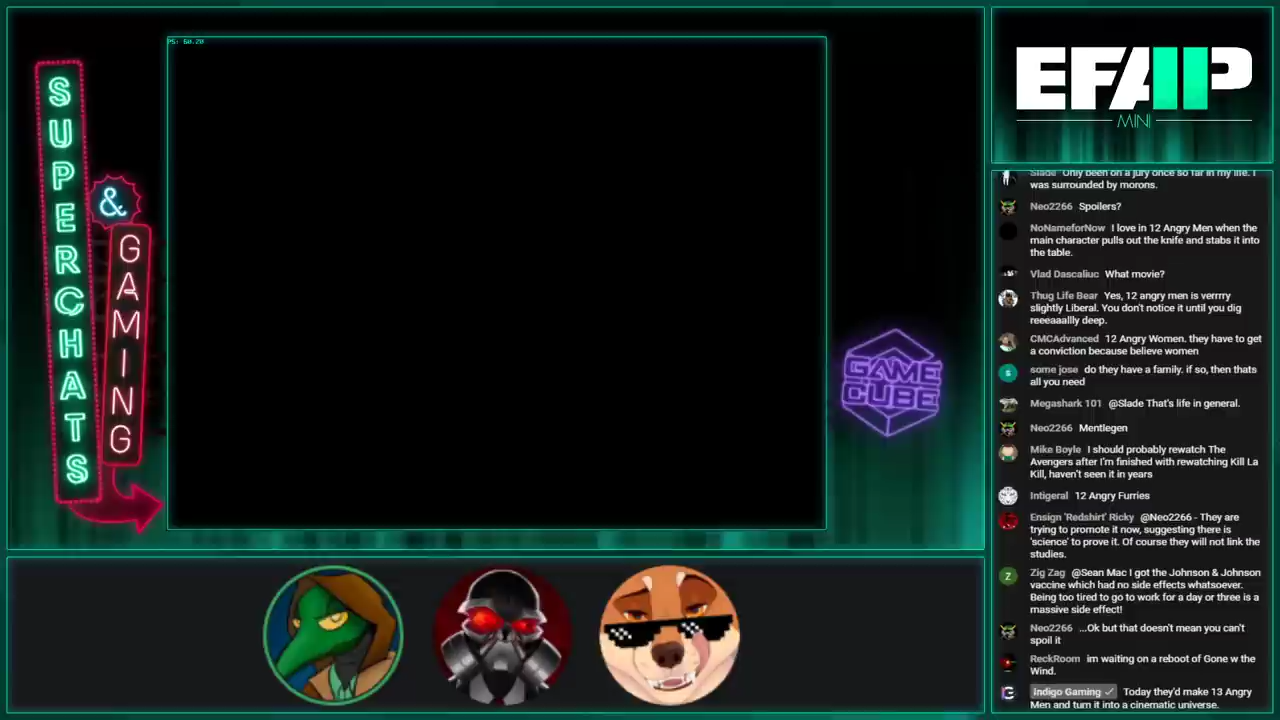 PS: 50.20
SUPERCHATS
&
GAMING
GAME
CUBE
EFAP
MINI
Slade Only been on a jury once so far in my life. I
was surrounded by morons.
Neo2266 Spoilers?
NoNameforNow I love in 12 Angry Men when the
main character pulls out the knife and stabs it into
the table.
Vlad Dascaliuc What movie?
Thug Life Bear Yes, 12 angry men is verrrry
slightly Liberal. You don't notice it until you dig
reeeaaallly deep.
CMCAdvanced 12 Angry Women. they have to get
a conviction because believe women
some jose do they have a family. if so, then thats
all you need
Megashark 101 @Slade That's life in general.
Neo2266 Mentlegen
Mike Boyle I should probably rewatch The
Avengers after I'm finished with rewatching Kill La
Kill, haven't seen it in years
Intigeral 12 Angry Furries
Ensign 'Redshirt' Ricky @Neo2266 - They are
trying to promote it now, suggesting there is
'science' to prove it. Of course they will not link the
studies.
Zig Zag @Sean Mac I got the Johnson & Johnson
vaccine which had no side effects whatsoever.
Being too tired to go to work for a day or three is a
massive side effect!
Neo2266 ...Ok but that doesn't mean you can't
spoil it
ReckRoom im waiting on a reboot of Gone w the
Wind.
Indigo Gaming Today they'd make 13 Angry
Men and turn it into a cinematic universe.